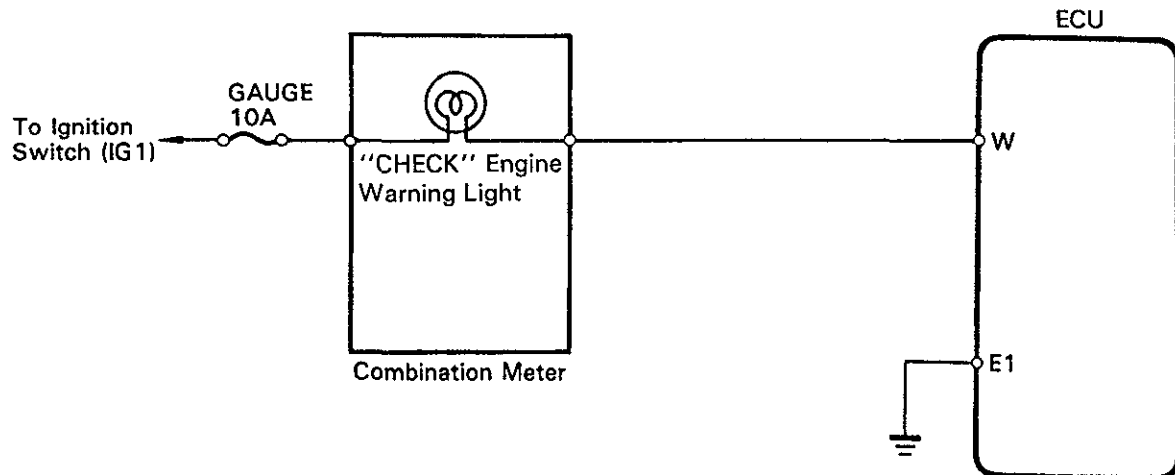 ECU
GAUGE
10A
To Ignition
Switch (IG1)
"CHECK" Engine
Warning Light
W
E1
Combination Meter